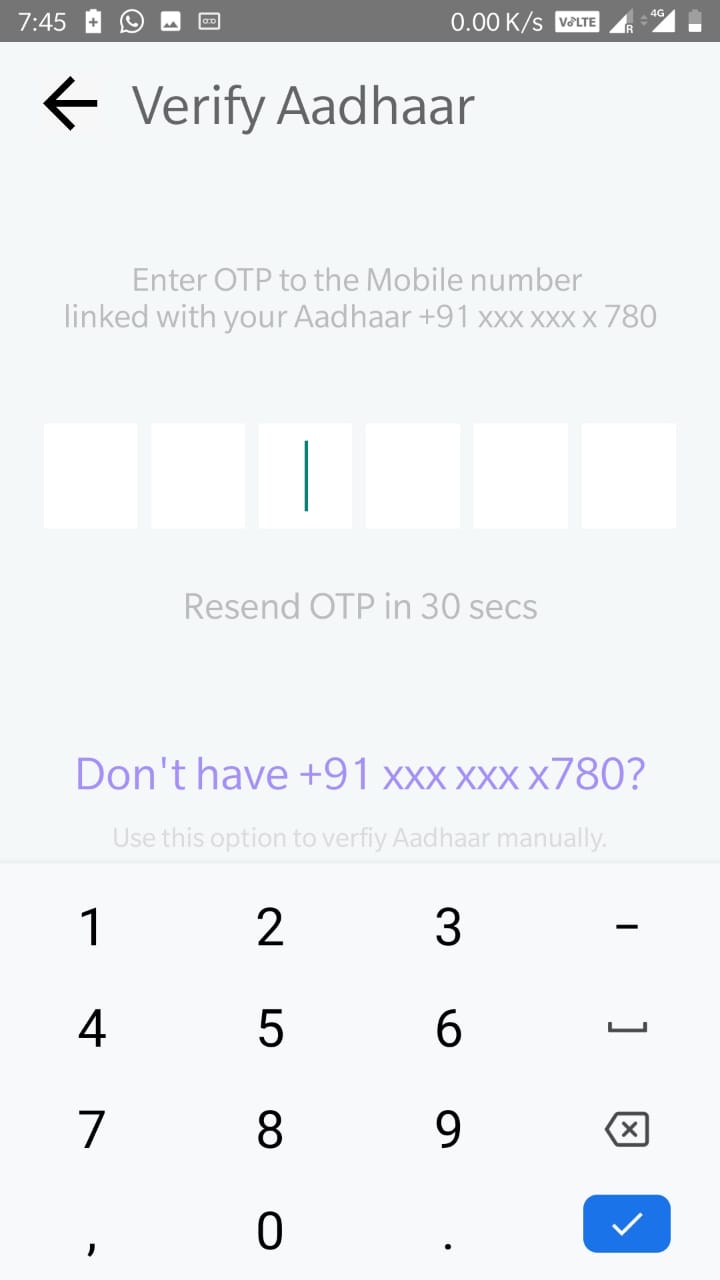 7:45 0.00 K/s VoLTE R 4G
Verify Aadhaar
Enter OTP to the Mobile number
linked with your Aadhaar +91 xxx xxx x 780
Resend OTP in 30 secs
Don't have +91 xxx xxx x780?
Use this option to verfiy Aadhaar manually.
1 2 3 -
4 5 6
7 8 9
, 0 .